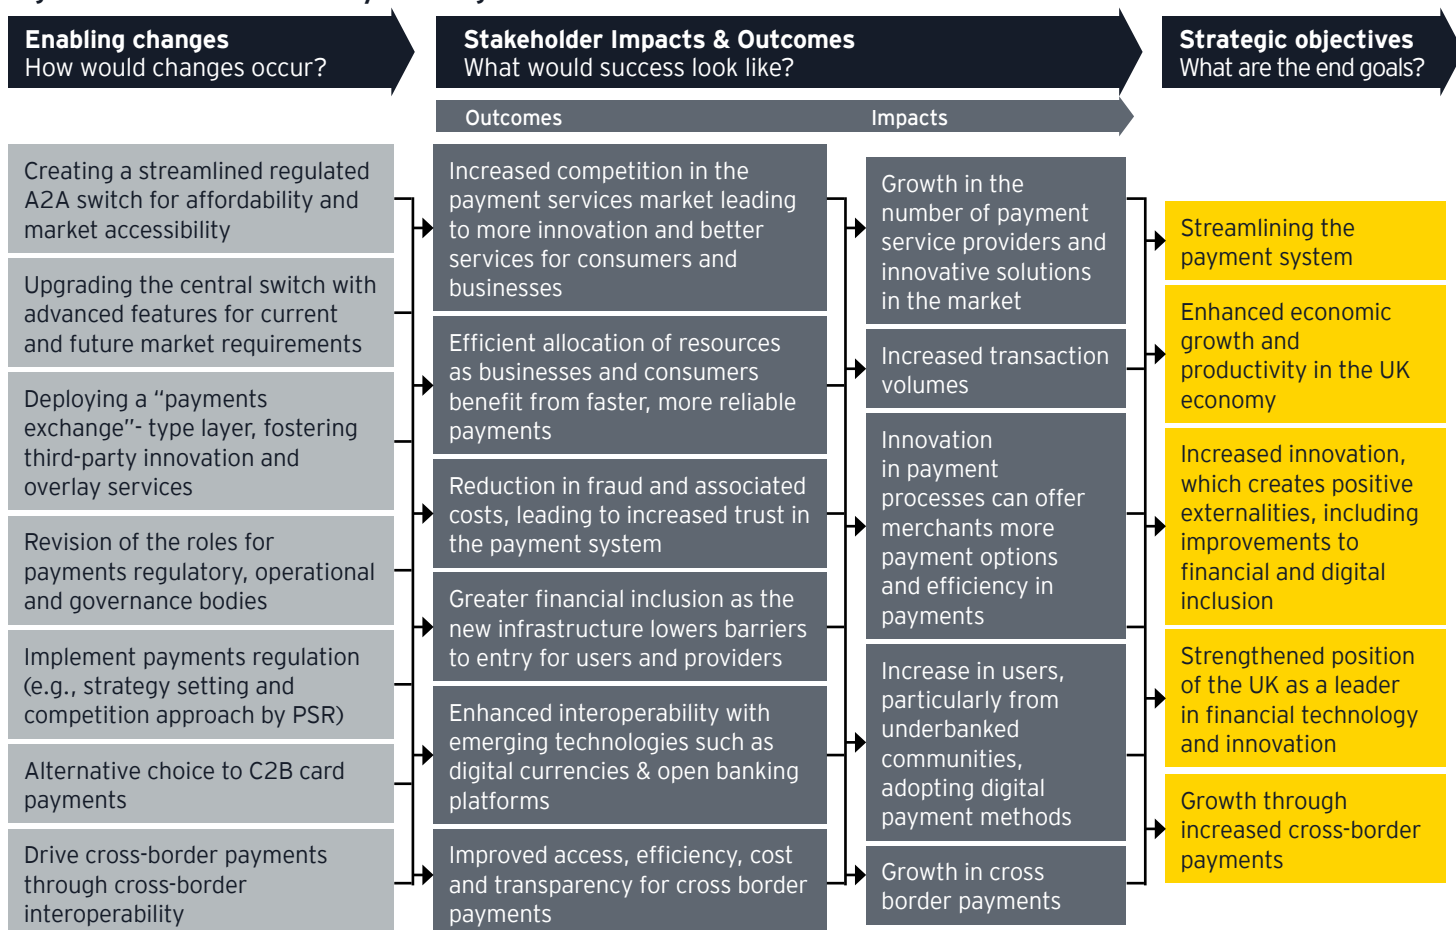 Enabling changes
How would changes occur?
Stakeholder Impacts & Outcomes
What would success look like?
Strategic objectives
What are the end goals?
Outcomes
Impacts
Creating a streamlined regulated
A2A switch for affordability and
market accessibility
Upgrading the central switch with
advanced features for current
and future market requirements
Deploying a “payments
exchange”- type layer, fostering
third-party innovation and
overlay services
Revision of the roles for
payments regulatory, operational
and governance bodies
Implement payments regulation
(e.g., strategy setting and
competition approach by PSR)
Alternative choice to C2B card
payments
Drive cross-border payments
through cross-border
interoperability
Increased competition in the
payment services market leading
to more innovation and better
services for consumers and
businesses
Efficient allocation of resources
as businesses and consumers
benefit from faster, more reliable
payments
Reduction in fraud and associated
costs, leading to increased trust in
the payment system
Greater financial inclusion as the
new infrastructure lowers barriers
to entry for users and providers
Enhanced interoperability with
emerging technologies such as
digital currencies & open banking
platforms
Improved access, efficiency, cost
and transparency for cross border
payments
Growth in the
number of payment
service providers and
innovative solutions
in the market
Increased transaction
volumes
Innovation
in payment
processes can offer
merchants more
payment options
and efficiency in
payments
Increase in users,
particularly from
underbanked
communities,
adopting digital
payment methods
Growth in cross
border payments
Streamlining the
payment system
Enhanced economic
growth and
productivity in the UK
economy
Increased innovation,
which creates positive
externalities, including
improvements to
financial and digital
inclusion
Strengthened position
of the UK as a leader
in financial technology
and innovation
Growth through
increased cross-border
payments